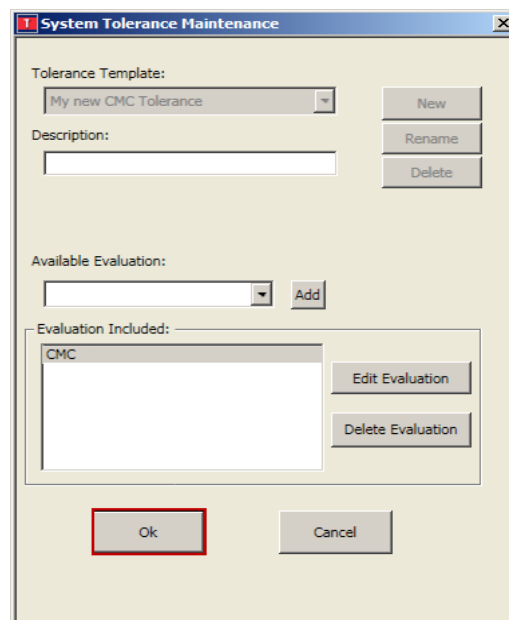 T System Tolerance Maintenance
Tolerance Template:
My new CMC Tolerance
New
Description:
Rename
Delete
Available Evaluation:
Add
Evaluation Included:
CMC
Edit Evaluation
Delete Evaluation
Ok
Cancel